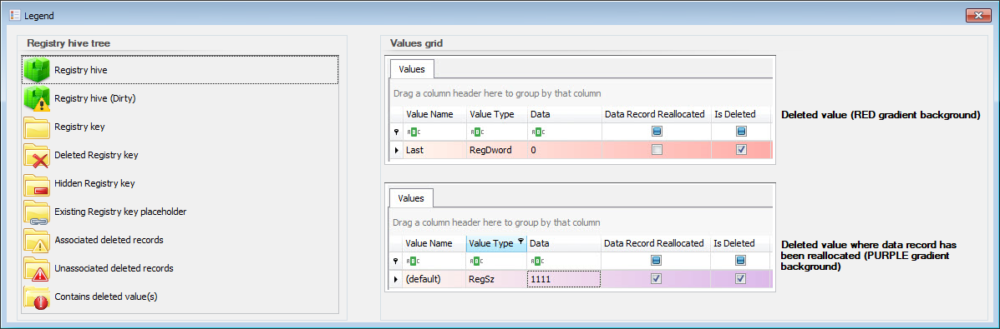 Legend
Registry hive tree
Registry hive
Registry hive (Dirty)
Registry key
Deleted Registry key
Hidden Registry key
Existing Registry key placeholder
Associated deleted records
Unassociated deleted records
Contains deleted value(s)
Values grid
Values
Drag a column header here to group by that column
Value Name Value Type Data Data Record Reallocated Is Deleted
ABC ABC ABC
Last RegDword 0
Deleted value (RED gradient background)
Values
Drag a column header here to group by that column
Value Name Value Type Data Data Record Reallocated Is Deleted
ABC ABC ABC
(default) RegSz 1111
Deleted value where data record has
been reallocated (PURPLE gradient
background)